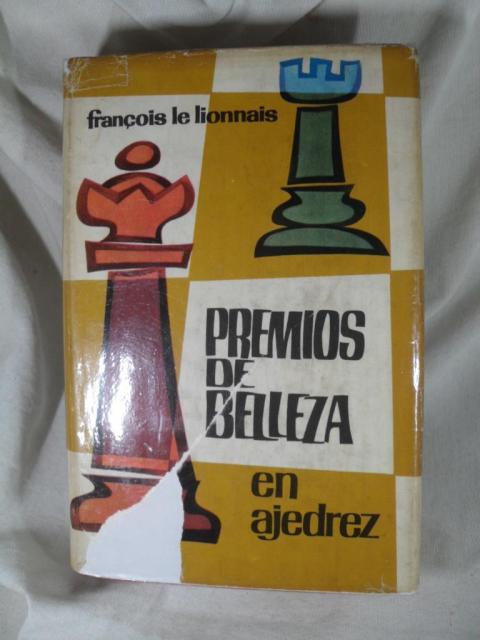 françois le lionnais
PREMIOS
DE
BELLEZA
en
ajedrez